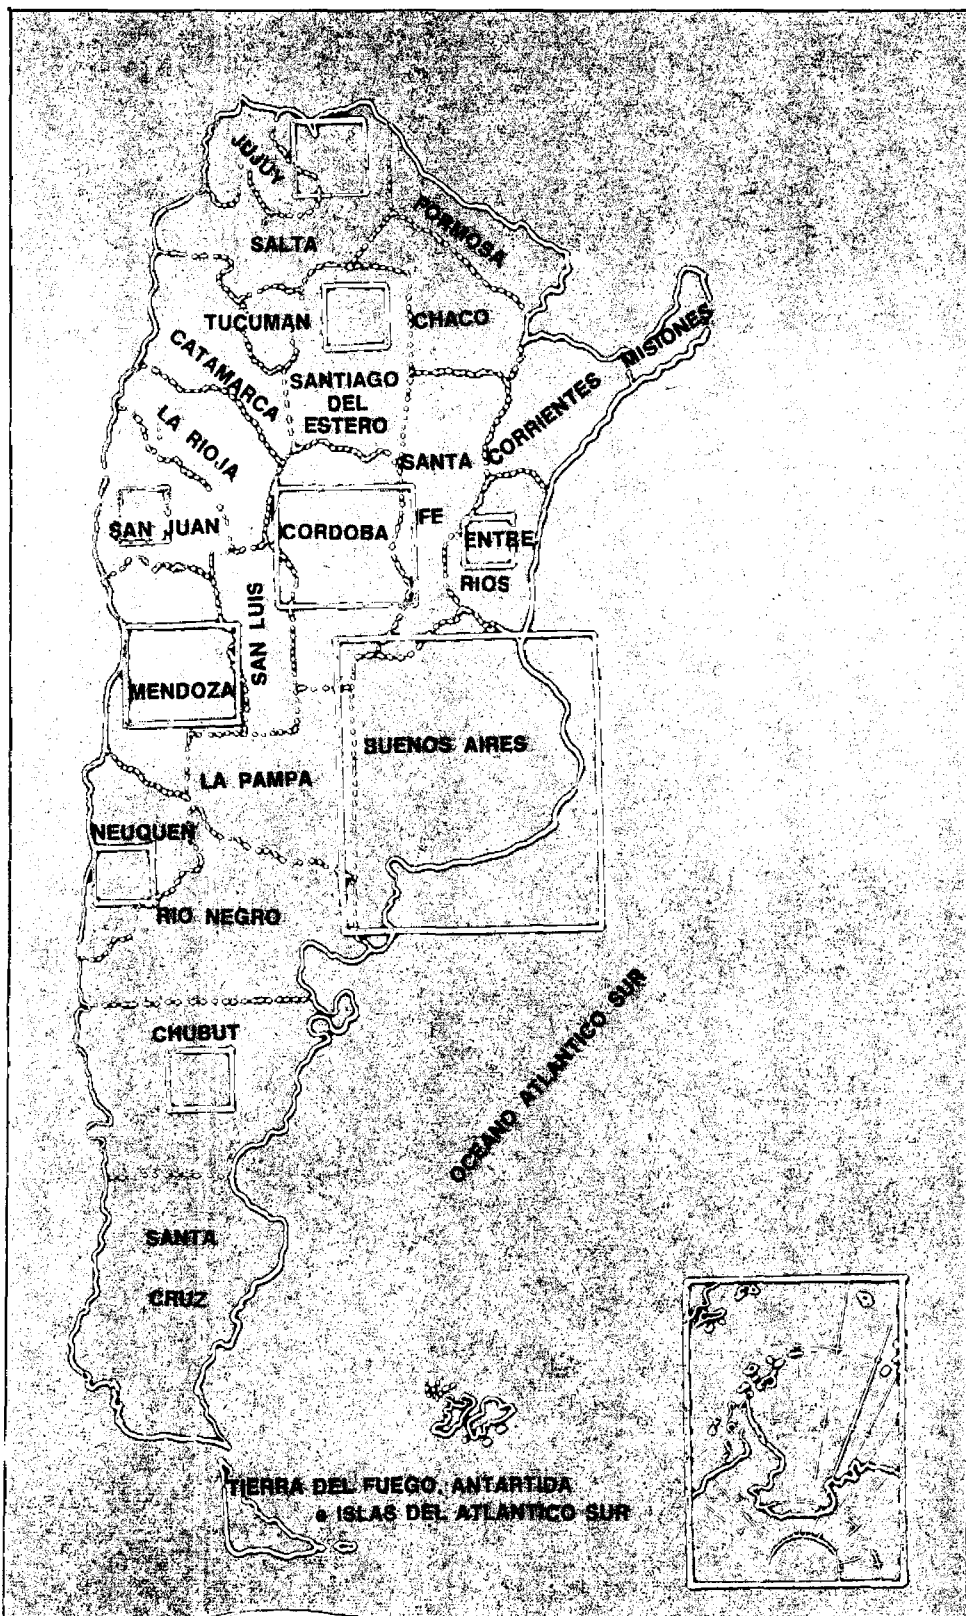 JUJUY
FORMOSA
SALTA
TUCUMAN
CHACO
MISIONES
CATAMARCA
SANTIAGO
DEL
ESTERO
CORRIENTES
LA RIOJA
SANTA
FE
SAN JUAN
CORDOBA
ENTRE
RIOS
SAN LUIS
MENDOZA
BUENOS AIRES
LA PAMPA
NEUQUEN
RIO NEGRO
OCEANO ATLANTICO SUR
CHUBUT
SANTA
CRUZ
TIERRA DEL FUEGO, ANTARTIDA
e ISLAS DEL ATLANTICO SUR